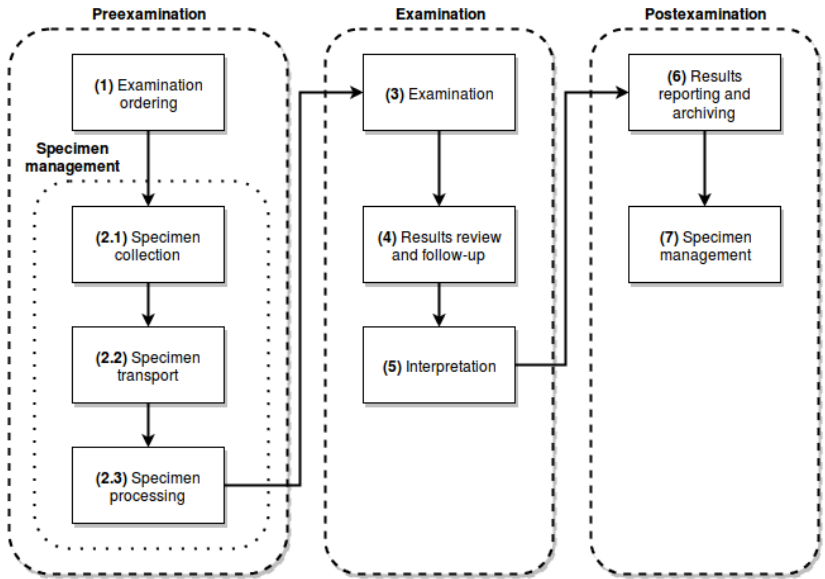 Preexamination
(1) Examination
ordering
Specimen
management
(2.1) Specimen
collection
(2.2) Specimen
transport
(2.3) Specimen
processing
Examination
(3) Examination
(4) Results review
and follow-up
(5) Interpretation
Postexamination
(6) Results
reporting and
archiving
(7) Specimen
management